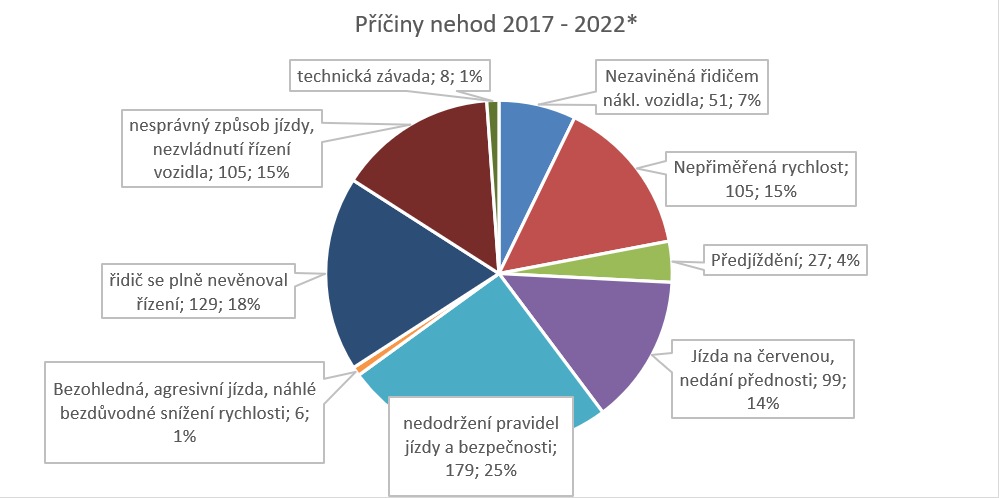 Příčiny nehod 2017 - 2022*
technická závada; 8; 1%
Nezaviněná řidičem
nákl. vozidla; 51; 7%
nesprávný způsob jízdy,
nezvládnutí řízení
vozidla; 105; 15%
Nepřiměřená rychlost;
105; 15%
Předjíždění; 27; 4%
řidič se plně nevěnoval
řízení; 129; 18%
Jízda na červenou,
nedání přednosti; 99;
14%
Bezohledná, agresivní jízda, náhlé
bezdůvodné snížení rychlosti; 6;
1%
nedodržení pravidel
jízdy a bezpečnosti;
179; 25%